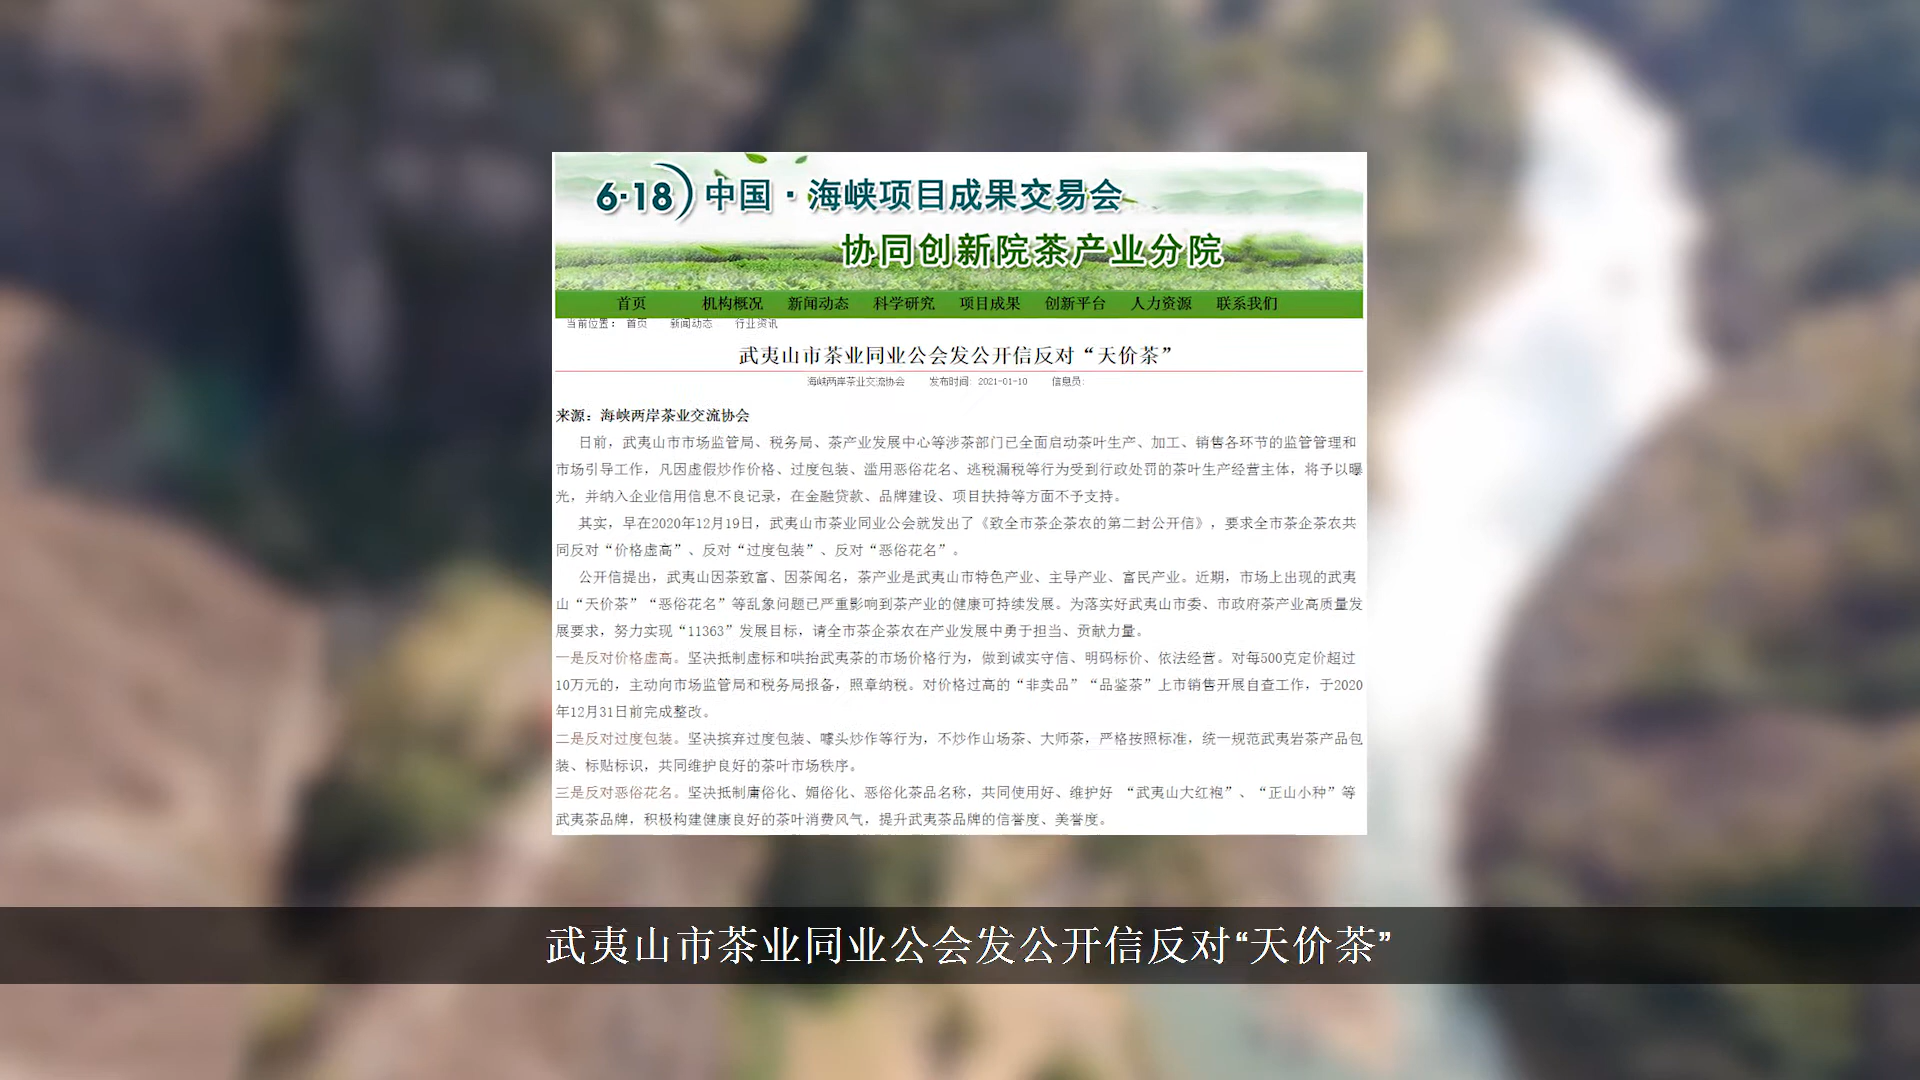 6·18 中国·海峡项目成果交易会
协同创新院茶产业分院
首页 机构概况 新闻动态 科学研究 项目成果 创新平台 人力资源 联系我们
当前位置： 首页 新闻动态 行业资讯
武夷山市茶业同业公会发公开信反对“天价茶”
海峡两岸茶业交流协会 发布时间: 2021-01-10 信息员:
来源：海峡两岸茶业交流协会
日前，武夷山市市场监管局、税务局、茶产业发展中心等涉茶部门已全面启动茶叶生产、加工、销售各环节的监管管理和
市场引导工作，凡因虚假炒作价格、过度包装、滥用恶俗花名、逃税漏税等行为受到行政处罚的茶叶生产经营主体，将予以曝
光，并纳入企业信用信息不良记录，在金融贷款、品牌建设、项目扶持等方面不予支持。
其实，早在2020年12月19日，武夷山市茶业同业公会就发出了《致全市茶企茶农的第二封公开信》，要求全市茶企茶农共
同反对“价格虚高”、反对“过度包装”、反对“恶俗花名”。
公开信提出，武夷山因茶致富、因茶闻名，茶产业是武夷山市特色产业、主导产业、富民产业。近期，市场上出现的武夷
山“天价茶”“恶俗花名”等乱象问题已严重影响到茶产业的健康可持续发展。为落实好武夷山市委、市政府茶产业高质量发
展要求，努力实现“11363”发展目标，请全市茶企茶农在产业发展中勇于担当、贡献力量。
一是反对价格虚高。坚决抵制虚标和哄抬武夷茶的市场价格行为，做到诚实守信、明码标价、依法经营。对每500克定价超过
10万元的，主动向市场监管局和税务局报备，照章纳税。对价格过高的“非卖品”“品鉴茶”上市销售开展自查工作，于2020
年12月31日前完成整改。
二是反对过度包装。坚决摈弃过度包装、噱头炒作等行为，不炒作山场茶、大师茶，严格按照标准，统一规范武夷岩茶产品包
装、标贴标识，共同维护良好的茶叶市场秩序。
三是反对恶俗花名。坚决抵制庸俗化、媚俗化、恶俗化茶品名称，共同使用好、维护好 “武夷山大红袍”、“正山小种”等
武夷茶品牌，积极构建健康良好的茶叶消费风气，提升武夷茶品牌的信誉度、美誉度。
武夷山市茶业同业公会发公开信反对“天价茶”